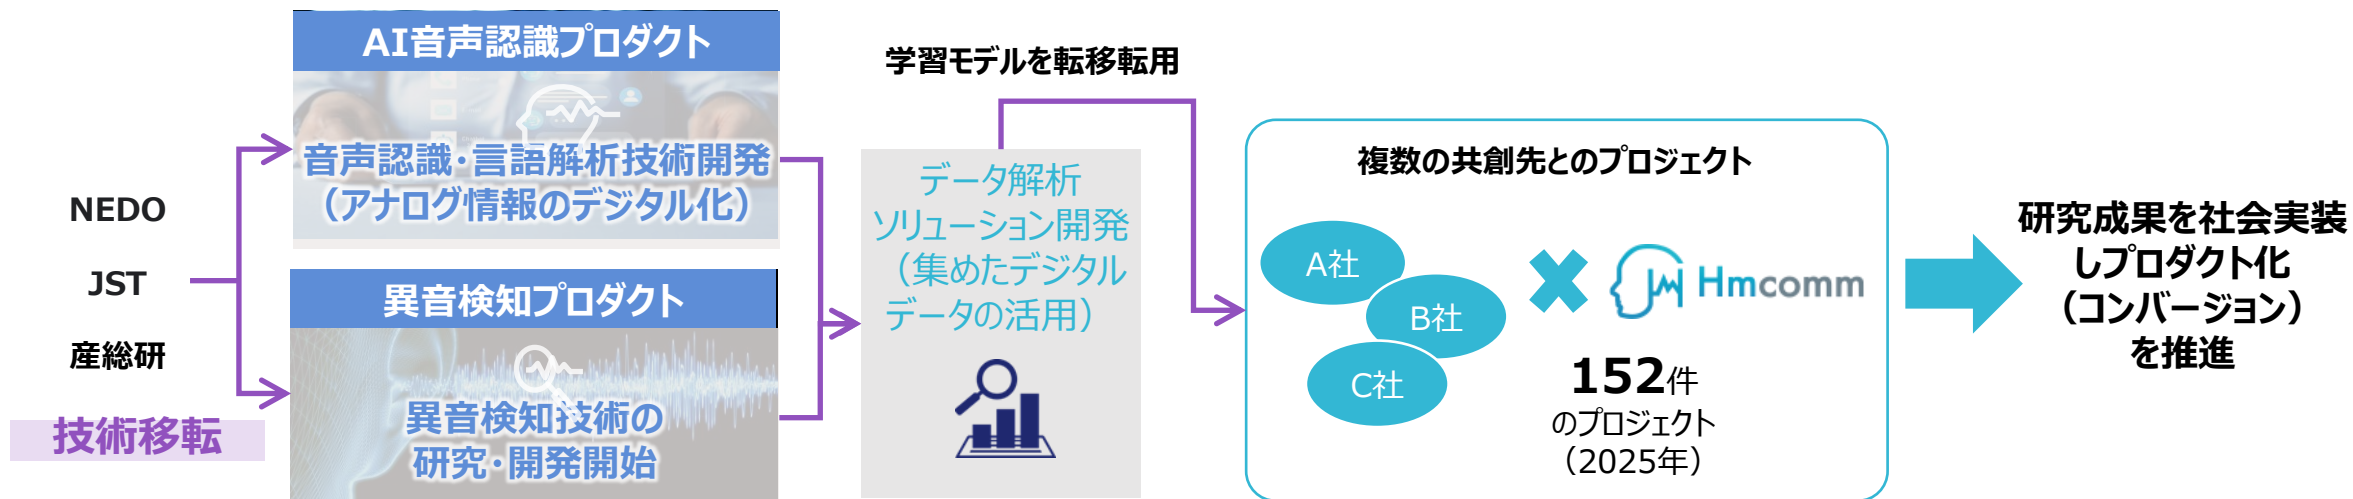 NEDO
JST
産総研
技術移転
AI音声認識プロダクト
音声認識・言語解析技術開発
（アナログ情報のデジタル化）
異音検知プロダクト
異音検知技術の
研究・開発開始
学習モデルを転移転用
データ解析
ソリューション開発
（集めたデジタル
データの活用）
複数の共創先とのプロジェクト
A社
B社
C社
Hmcomm
152件
のプロジェクト
（2025年）
研究成果を社会実装
しプロダクト化
（コンバージョン）
を推進